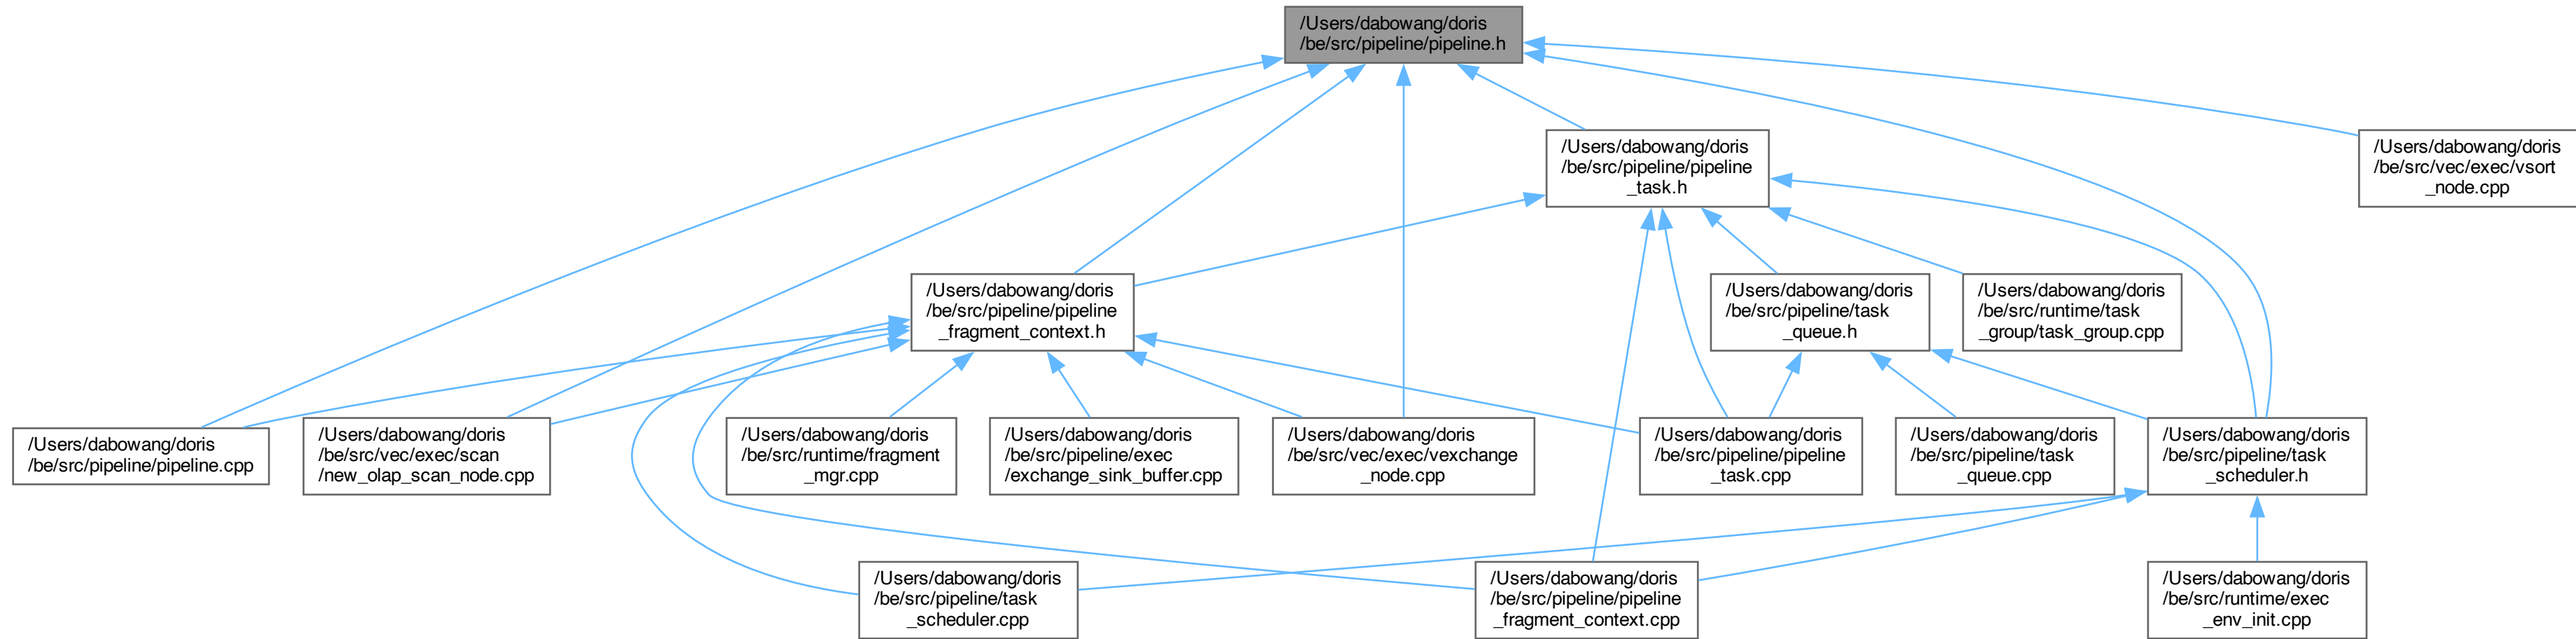 /Users/dabowang/doris
/be/src/pipeline/pipeline.h
/Users/dabowang/doris
/be/src/pipeline/pipeline
_task.h
/Users/dabowang/doris
/be/src/vec/exec/vsort
_node.cpp
/Users/dabowang/doris
/be/src/pipeline/pipeline
_fragment_context.h
/Users/dabowang/doris
/be/src/pipeline/task
_queue.h
/Users/dabowang/doris
/be/src/runtime/task
_group/task_group.cpp
/Users/dabowang/doris
/be/src/pipeline/pipeline.cpp
/Users/dabowang/doris
/be/src/vec/exec/scan
/new_olap_scan_node.cpp
/Users/dabowang/doris
/be/src/runtime/fragment
_mgr.cpp
/Users/dabowang/doris
/be/src/pipeline/exec
/exchange_sink_buffer.cpp
/Users/dabowang/doris
/be/src/vec/exec/vexchange
_node.cpp
/Users/dabowang/doris
/be/src/pipeline/pipeline
_task.cpp
/Users/dabowang/doris
/be/src/pipeline/task
_queue.cpp
/Users/dabowang/doris
/be/src/pipeline/task
_scheduler.h
/Users/dabowang/doris
/be/src/pipeline/task
_scheduler.cpp
/Users/dabowang/doris
/be/src/pipeline/pipeline
_fragment_context.cpp
/Users/dabowang/doris
/be/src/runtime/exec
_env_init.cpp